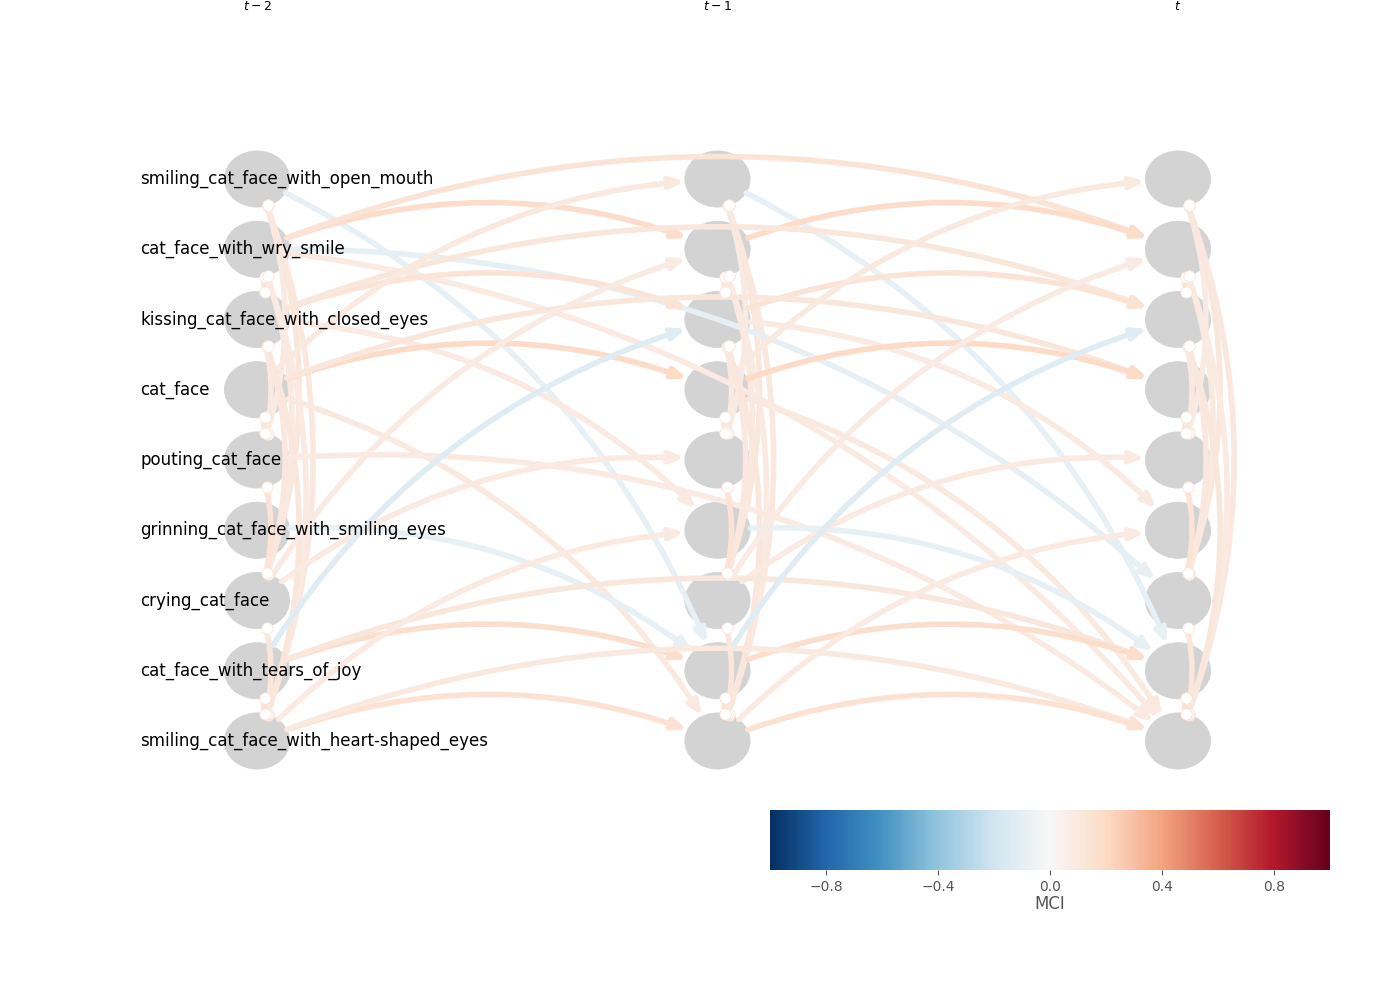 t − 2
t − 1
t
smiling_cat_face_with_open_mouth
cat_face_with_wry_smile
kissing_cat_face_with_closed_eyes
cat_face
pouting_cat_face
grinning_cat_face_with_smiling_eyes
crying_cat_face
cat_face_with_tears_of_joy
smiling_cat_face_with_heart-shaped_eyes
−0.8
−0.4
0.0
0.4
0.8
MCI